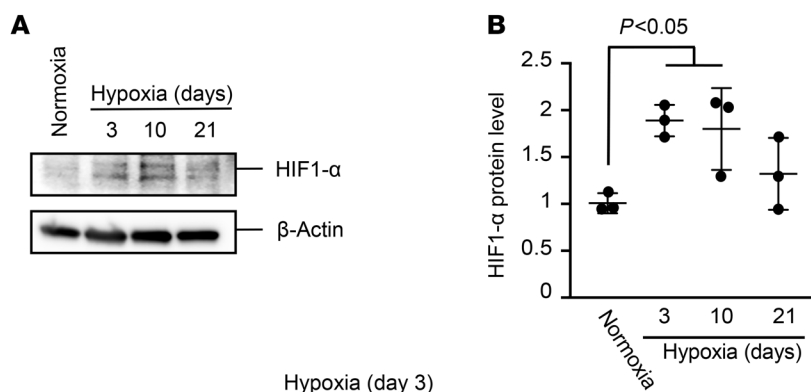 A
Normoxia
Hypoxia (days)
3 10 21
HIF1-α
β-Actin
B
P<0.05
HIF1-α protein level
2.5
2
1.5
1
0.5
0
Normoxia
3 10 21
Hypoxia (days)
Hypoxia (day 3)